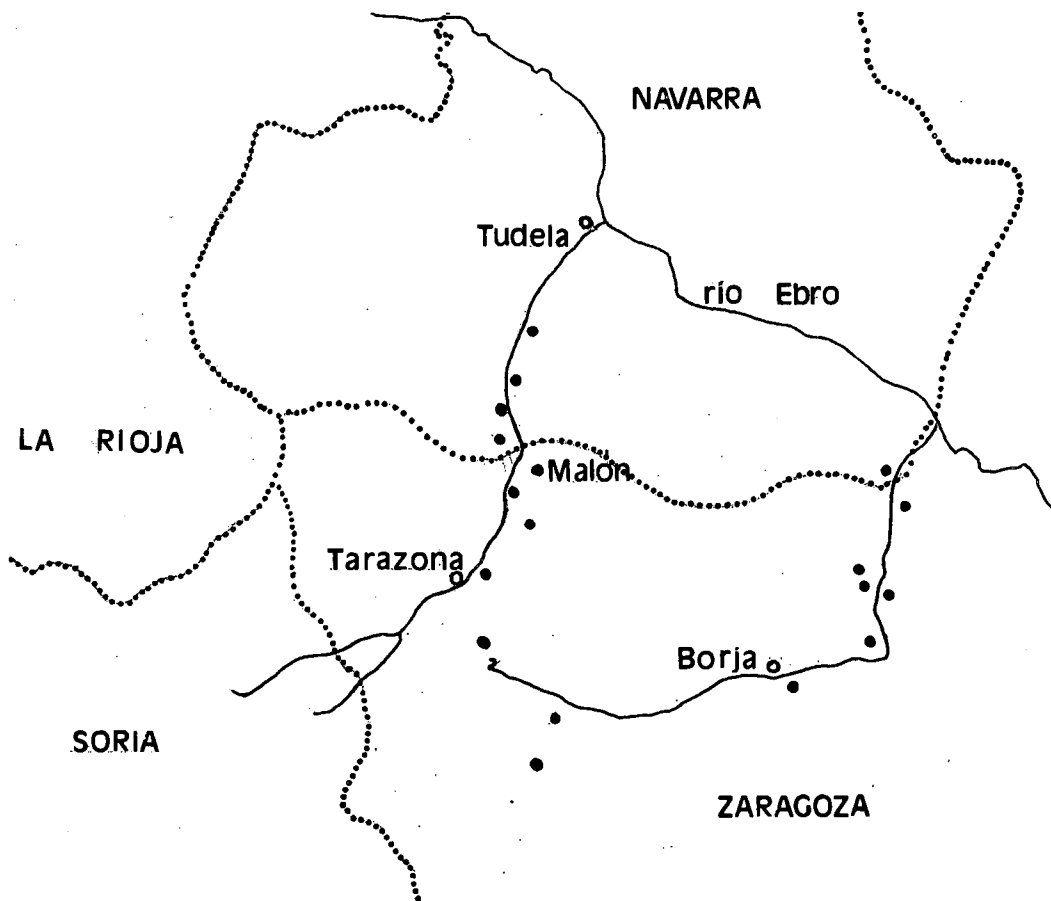 NAVARRA
Tudela
río Ebro
LA RIOJA
Malón
Tarazona
Borja
SORIA
ZARAGOZA